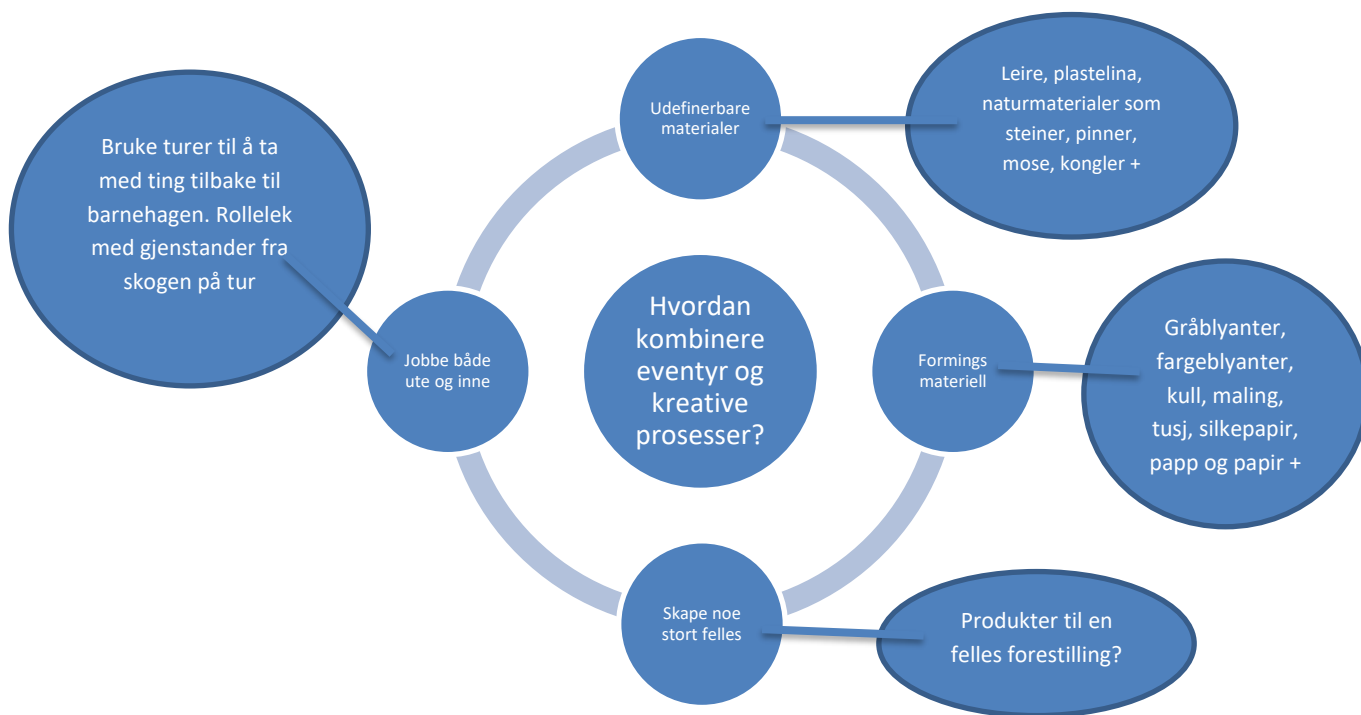 Udefinerbare
materialer
Leire, plastelina,
naturmaterialer som
steiner, pinner,
mose, kongler +
Bruke turer til å ta
med ting tilbake til
barnehagen. Rollelek
med gjenstander fra
skogen på tur
Jobbe både
ute og inne
Hvordan
kombinere
eventyr og
kreative
prosesser?
Formings
materiell
Gråblyanter,
fargeblyanter,
kull, maling,
tusj, silkepapir,
papp og papir +
Skape noe
stort felles
Produkter til en
felles forestilling?